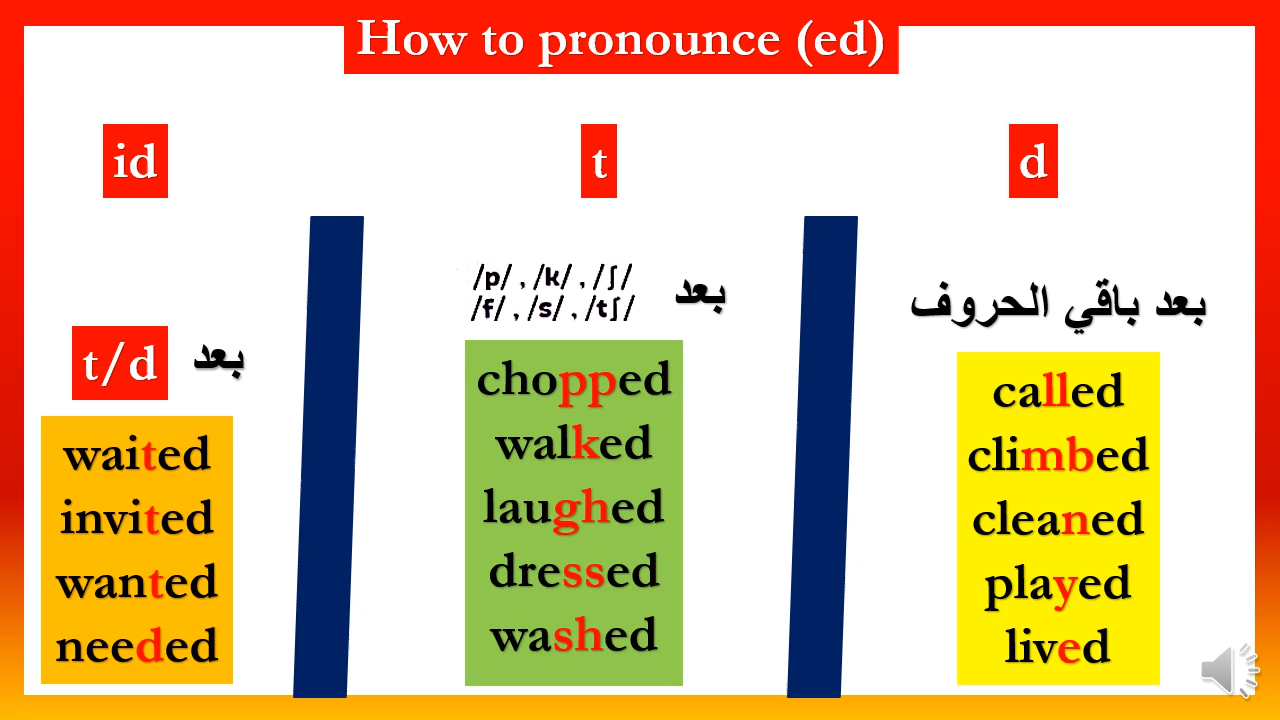 How to pronounce (ed)
id
t/d بعد
waited
invited
wanted
needed
t
/p/ , /k/ , /ʃ/
/f/ , /s/ , /tʃ/
بعد
chopped
walked
laughed
dressed
washed
d
بعد باقي الحروف
called
climbed
cleaned
played
lived